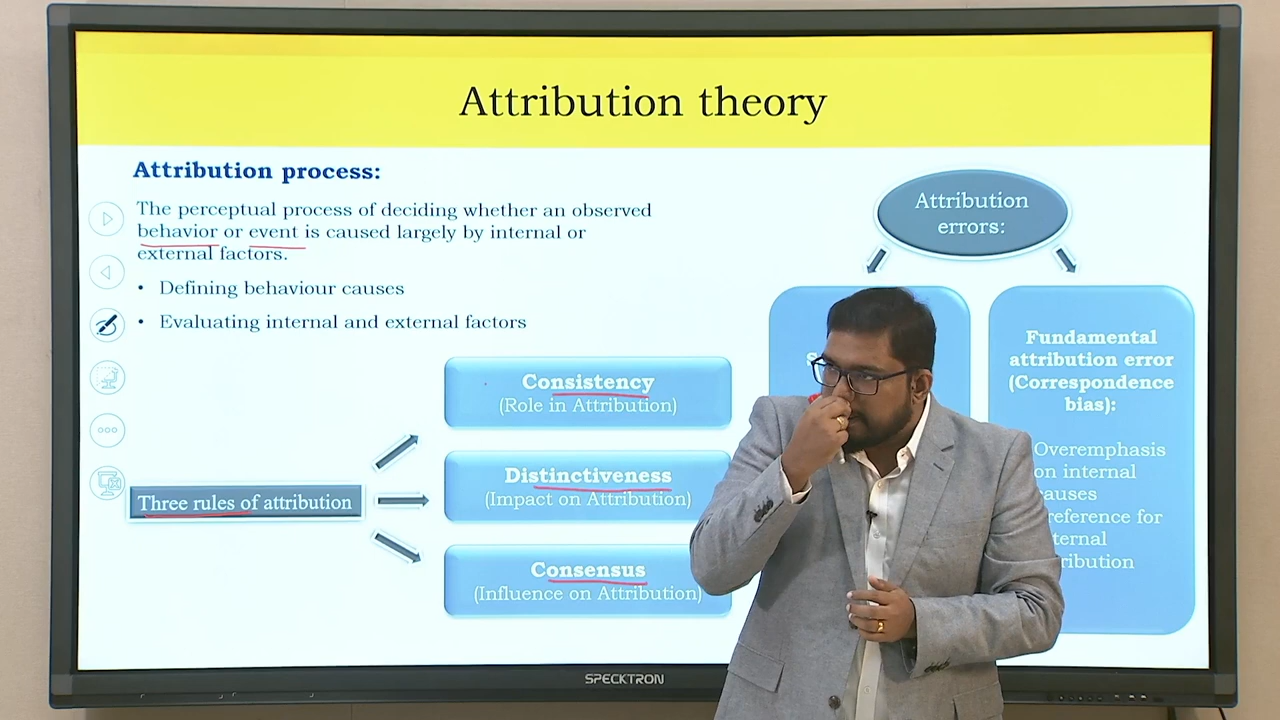 Attribution theory
Attribution process:
The perceptual process of deciding whether an observed
behavior or event is caused largely by internal or
external factors.
• Defining behaviour causes
• Evaluating internal and external factors
Three rules of attribution
Consistency
(Role in Attribution)
Distinctiveness
(Impact on Attribution)
Consensus
(Influence on Attribution)
Attribution
errors:
Fundamental
attribution error
(Correspondence
bias):
Overemphasis
on internal
causes
for
SPECKTRON